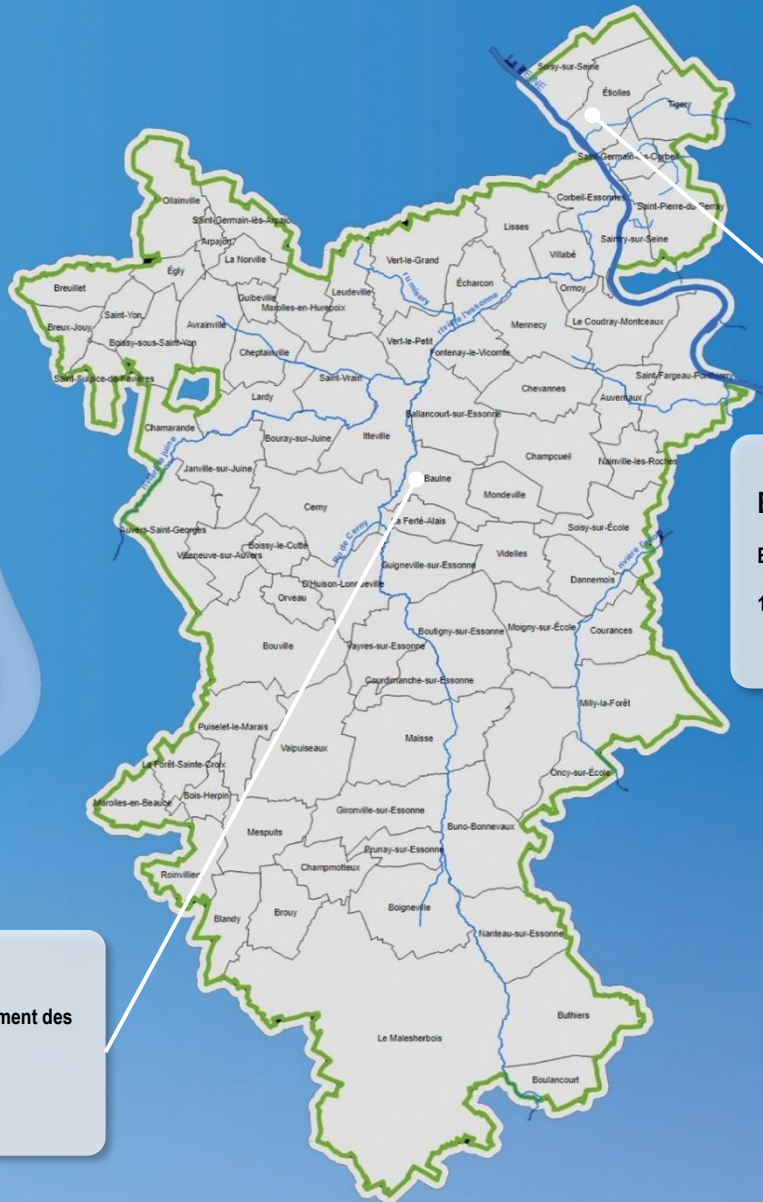 La SEINE
Soisy-sur-Seine
Étiolles
Tigery
Saint-Germain-lès-Corbeil
Corbeil-Essonnes
Saint-Pierre-du-Perray
Saintry-sur-Seine
Ollainville
Saint-Germain-lès-Arpajon
Arpajon
La Norville
Égly
Breuillet
Saint-Yon
Breux-Jouy
Boissy-sous-Saint-Yon
Saint-Sulpice-de-Favières
Avrainville
Guibeville
Marolles-en-Hurepoix
Leudeville
Cheptainville
Vert-le-Grand
ru misery
Écharcon
Lisses
Villabé
Ormoy
rivière l'essonne
Mennecy
Le Coudray-Montceaux
Vert-le-Petit
Fontenay-le-Vicomte
Saint-Vrain
Chevannes
Auvernaux
Saint-Fargeau-Ponthierry
Lardy
Ballancourt-sur-Essonne
Chamarande
Bouray-sur-Juine
Itteville
rivière la juine
Janville-sur-Juine
Champcueil
Nainville-les-Roches
Baulne
Mondeville
Cerny
La Ferté-Alais
Soisy-sur-École
Auvers-Saint-Georges
Villeneuve-sur-Auvers
Boissy-le-Cutté
Ru de Cerny
Guigneville-sur-Essonne
Videlles
Dannemois
D'Huison-Longueville
Orveau
Bouville
Vayres-sur-Essonne
Boutigny-sur-Essonne
Moigny-sur-École
Courances
Courdimanche-sur-Essonne
Milly-la-Forêt
Puiselet-le-Marais
Valpuiseaux
Maisse
La Forêt-Sainte-Croix
Bois-Herpin
Marolles-en-Beauce
Oncy-sur-École
Gironville-sur-Essonne
Buno-Bonnevaux
Mespuits
Prunay-sur-Essonne
Roinvilliers
Champmotteux
Blandy
Brouy
Boigneville
Nanteau-sur-Essonne
Le Malesherbois
Buthiers
Boulancourt
ment des